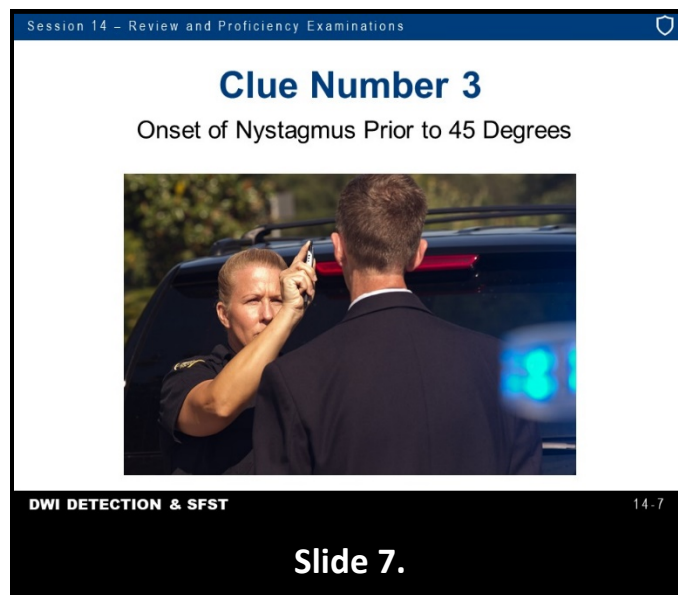 Session 14 – Review and Proficiency Examinations
Clue Number 3
Onset of Nystagmus Prior to 45 Degrees
DWI DETECTION & SFST
14-7
Slide 7.